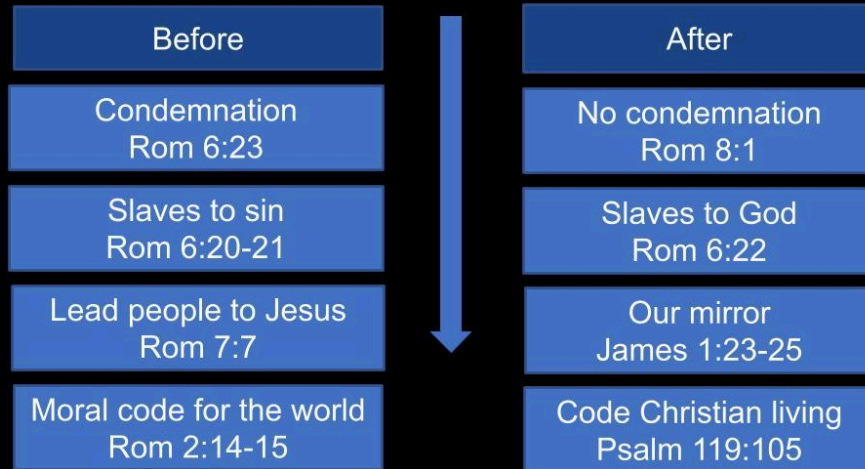 Before
Condemnation
Rom 6:23
Slaves to sin
Rom 6:20-21
Lead people to Jesus
Rom 7:7
Moral code for the world
Rom 2:14-15
After
No condemnation
Rom 8:1
Slaves to God
Rom 6:22
Our mirror
James 1:23-25
Code Christian living
Psalm 119:105